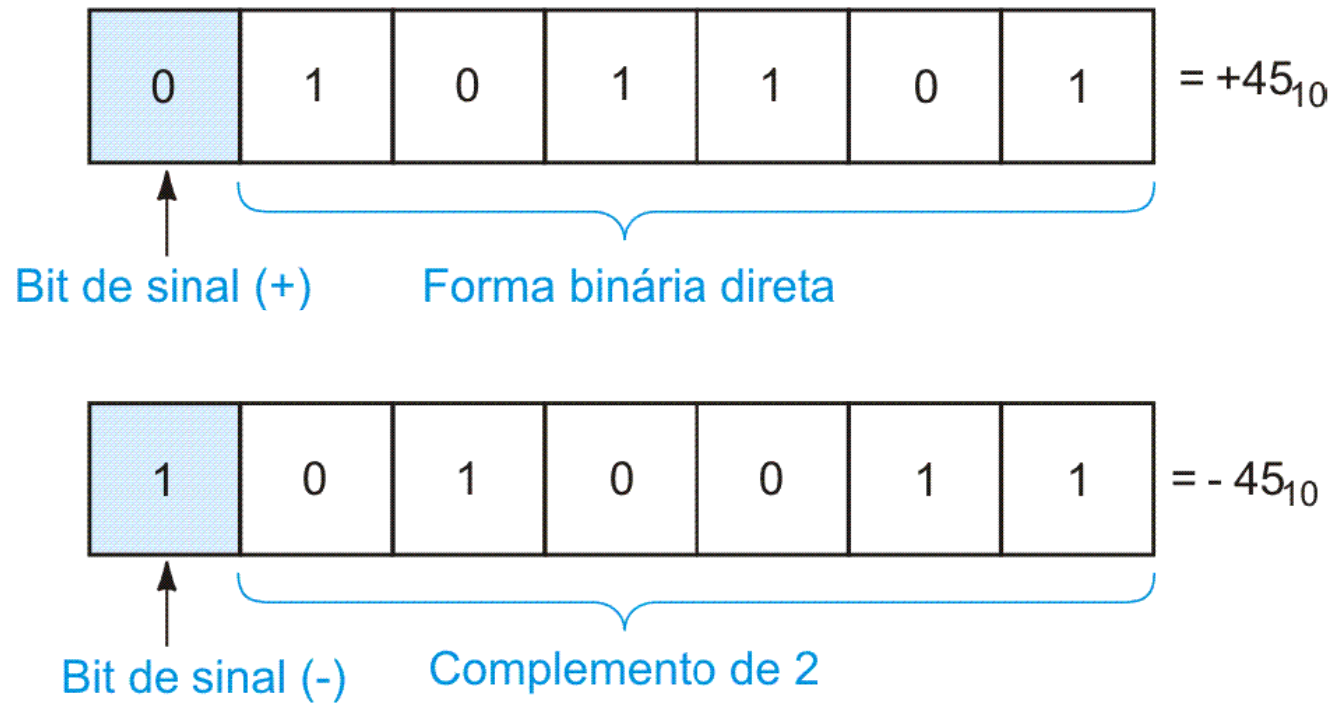 0 1 0 1 1 0 1 = +45₁₀
Bit de sinal (+) Forma binária direta
1 0 1 0 0 1 1 = - 45₁₀
Bit de sinal (-) Complemento de 2